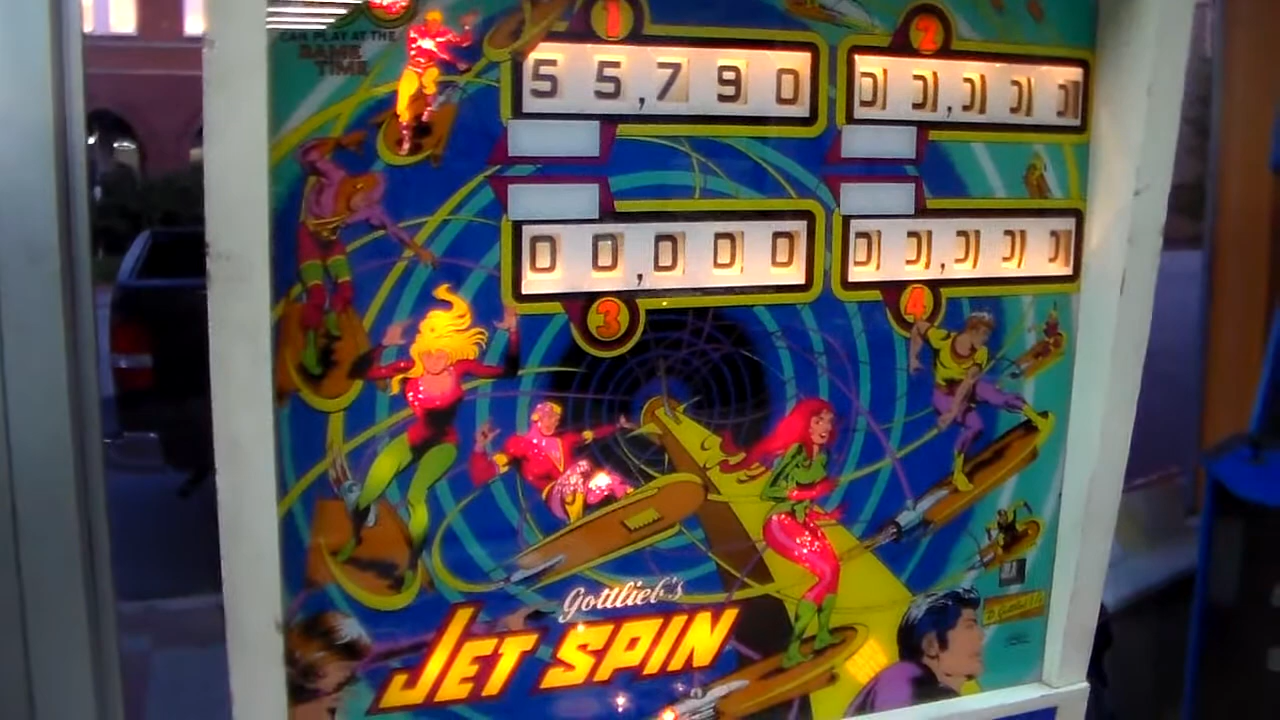 CAN PLAY AT THE
SAME
TIME
1
2
55,790
00,000
00,000
00,000
3
4
Gottlieb's
JET SPIN